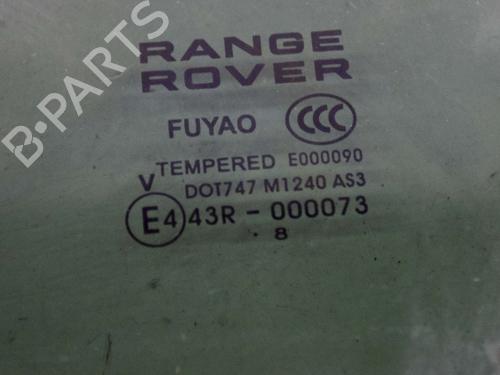 B-PARTS
RANGE
ROVER
FUYAO CCC
TEMPERED E000090
V DOT747 M1240 AS3
E4 43R - 000073
. 8